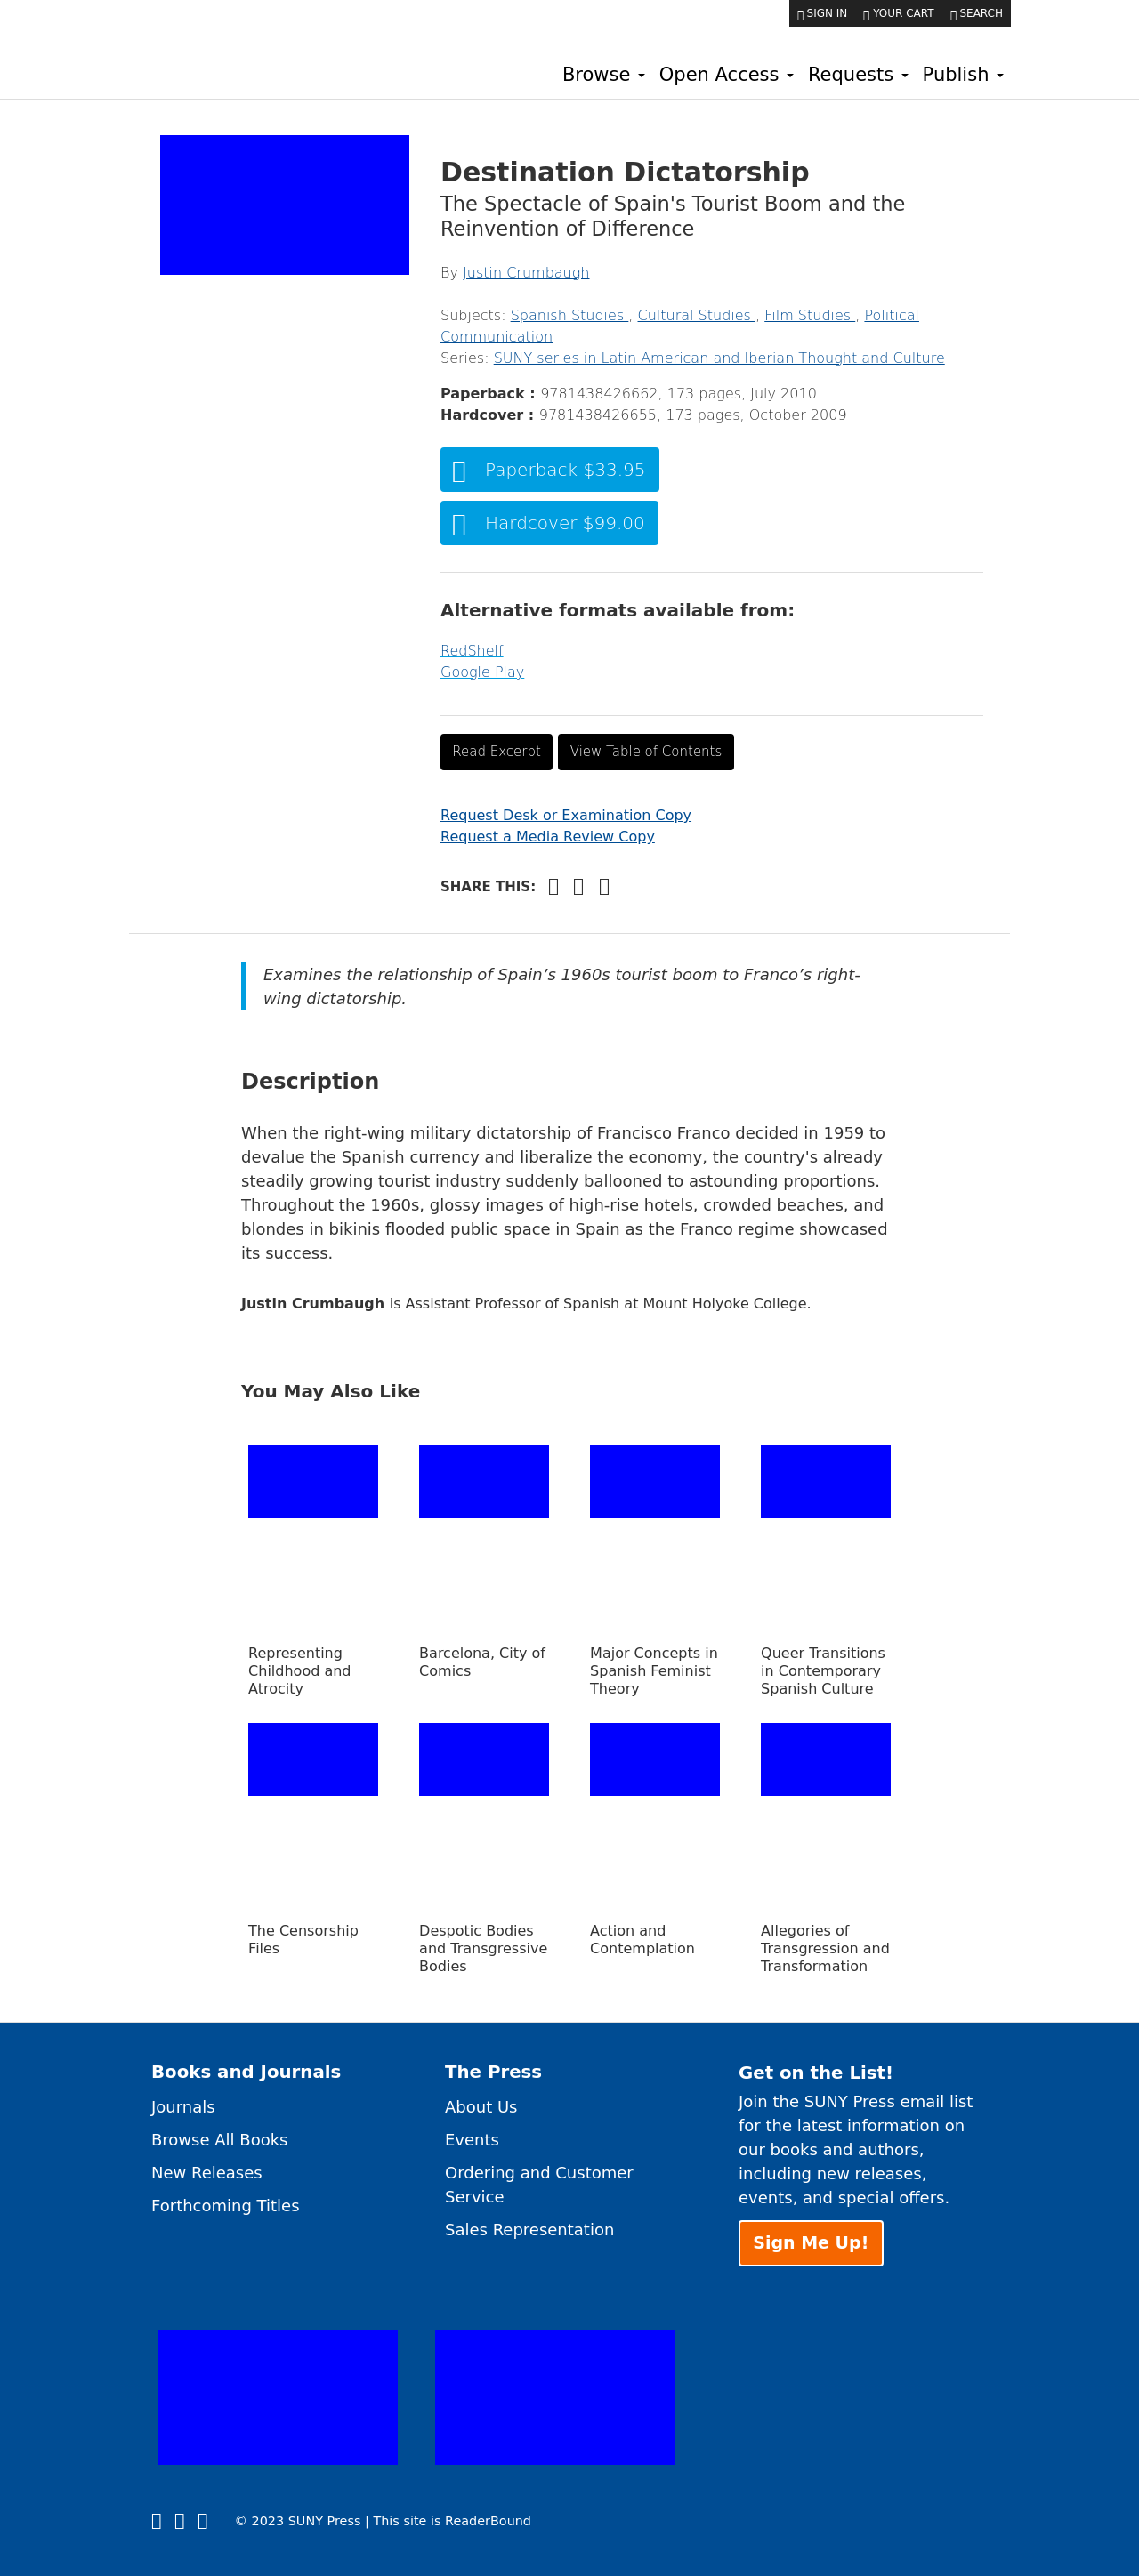 SIGN IN YOUR CART SEARCH
Browse Open Access Requests Publish
Destination Dictatorship
The Spectacle of Spain's Tourist Boom and the
Reinvention of Difference
By Justin Crumbaugh
Subjects: Spanish Studies , Cultural Studies , Film Studies , Political
Communication
Series: SUNY series in Latin American and Iberian Thought and Culture
Paperback : 9781438426662, 173 pages, July 2010
Hardcover : 9781438426655, 173 pages, October 2009
Paperback $33.95
Hardcover $99.00
Alternative formats available from:
RedShelf
Google Play
Read Excerpt View Table of Contents
Request Desk or Examination Copy
Request a Media Review Copy
SHARE THIS:
Examines the relationship of Spain’s 1960s tourist boom to Franco’s right-
wing dictatorship.
Description
When the right-wing military dictatorship of Francisco Franco decided in 1959 to
devalue the Spanish currency and liberalize the economy, the country's already
steadily growing tourist industry suddenly ballooned to astounding proportions.
Throughout the 1960s, glossy images of high-rise hotels, crowded beaches, and
blondes in bikinis flooded public space in Spain as the Franco regime showcased
its success.
Justin Crumbaugh is Assistant Professor of Spanish at Mount Holyoke College.
You May Also Like
Representing
Childhood and
Atrocity
Barcelona, City of
Comics
Major Concepts in
Spanish Feminist
Theory
Queer Transitions
in Contemporary
Spanish Culture
The Censorship
Files
Despotic Bodies
and Transgressive
Bodies
Action and
Contemplation
Allegories of
Transgression and
Transformation
Books and Journals
Journals
Browse All Books
New Releases
Forthcoming Titles
The Press
About Us
Events
Ordering and Customer
Service
Sales Representation
Get on the List!
Join the SUNY Press email list
for the latest information on
our books and authors,
including new releases,
events, and special offers.
Sign Me Up!
© 2023 SUNY Press | This site is ReaderBound